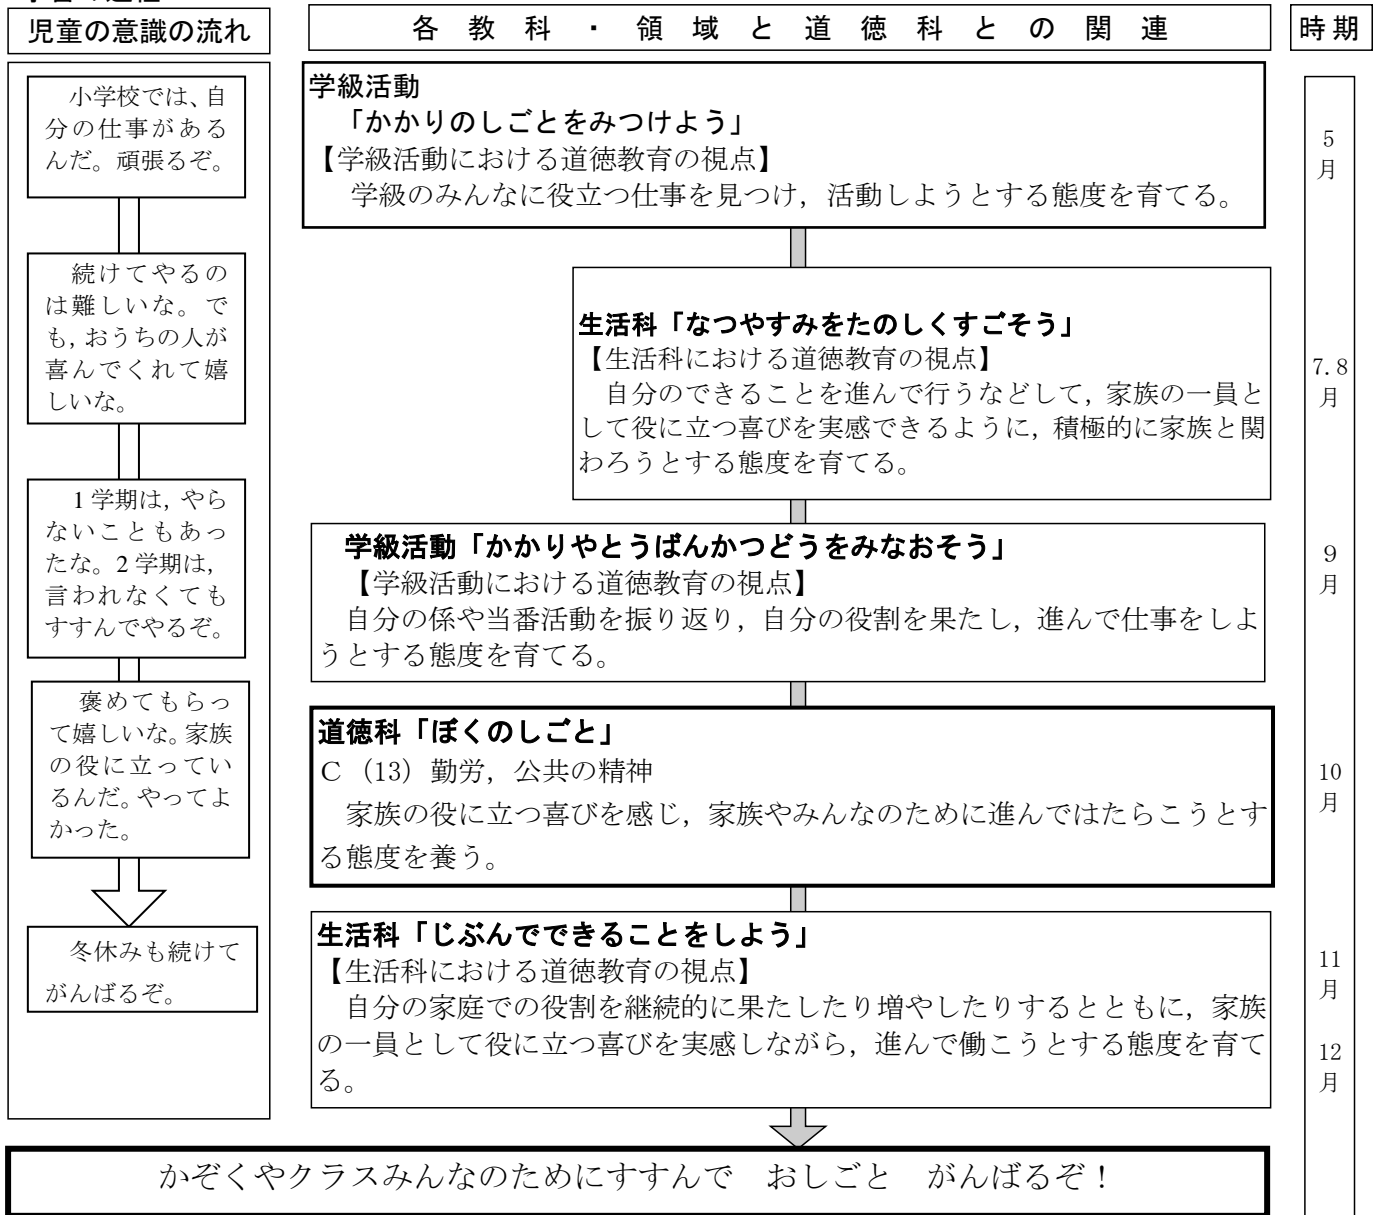 児童の意識の流れ
各教科・領域と道徳科との関連
時期
小学校では、自
分の仕事がある
んだ。頑張るぞ。
続けてやるの
は難しいな。で
も,おうちの人が
喜んでくれて嬉
しいな。
1学期は,やら
ないこともあっ
たな。2学期は,
言われなくても
すすんでやるぞ。
褒めてもらっ
て嬉しいな。家族
の役に立ってい
るんだ。やってよ
かった。
冬休みも続けて
がんばるぞ。
学級活動
「かかりのしごとをみつけよう」
【学級活動における道徳教育の視点】
学級のみんなに役立つ仕事を見つけ，活動しようとする態度を育てる。
生活科「なつやすみをたのしくすごそう」
【生活科における道徳教育の視点】
自分のできることを進んで行うなどして,家族の一員と
して役に立つ喜びを実感できるように,積極的に家族と関
わろうとする態度を育てる。
学級活動「かかりやとうばんかつどうをみなおそう」
【学級活動における道徳教育の視点】
自分の係や当番活動を振り返り，自分の役割を果たし，進んで仕事をしよ
うとする態度を育てる。
道徳科「ぼくのしごと」
C（13）勤労，公共の精神
家族の役に立つ喜びを感じ，家族やみんなのために進んではたらこうとす
る態度を養う。
生活科「じぶんでできることをしよう」
【生活科における道徳教育の視点】
自分の家庭での役割を継続的に果たしたり増やしたりするとともに，家族
の一員として役に立つ喜びを実感しながら，進んで働こうとする態度を育て
る。
5
月
7.8
月
9
月
10
月
11
月
12
月
かぞくやクラスみんなのためにすすんで　おしごと　がんばるぞ！